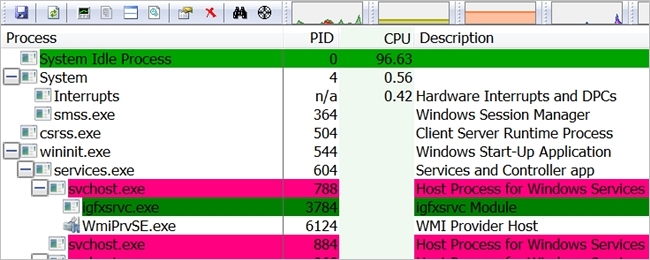 Process PID CPU Description
System Idle Process 0 96.63
System 4 0.56
Interrupts n/a 0.42 Hardware Interrupts and DPCs
smss.exe 364 Windows Session Manager
csrss.exe 504 Client Server Runtime Process
wininit.exe 544 Windows Start-Up Application
services.exe 604 Services and Controller app
svchost.exe 788 Host Process for Windows Services
igfxsrvc.exe 3784 igfxsrvc Module
WmiPrvSE.exe 6124 WMI Provider Host
svchost.exe 884 Host Process for Windows Services